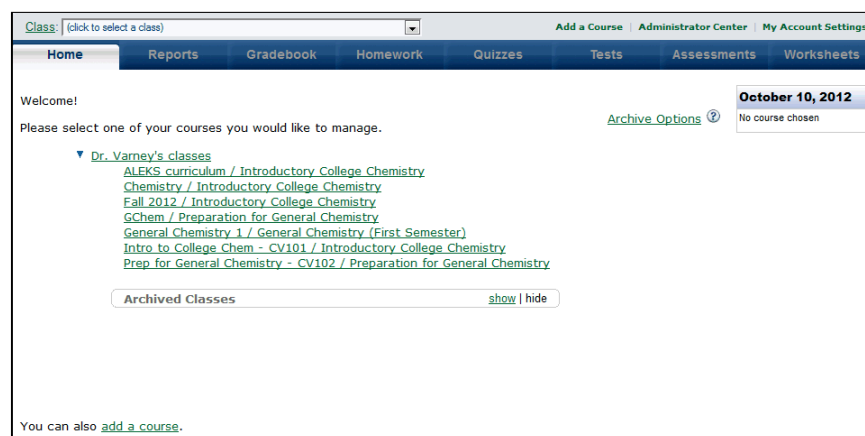 Class: (click to select a class)
Add a Course | Administrator Center | My Account Settings
Home Reports Gradebook Homework Quizzes Tests Assessments Worksheets
Welcome!
October 10, 2012
No course chosen
Archive Options ?
Please select one of your courses you would like to manage.
Dr. Varney's classes
ALEKS curriculum / Introductory College Chemistry
Chemistry / Introductory College Chemistry
Fall 2012 / Introductory College Chemistry
GChem / Preparation for General Chemistry
General Chemistry 1 / General Chemistry (First Semester)
Intro to College Chem - CV101 / Introductory College Chemistry
Prep for General Chemistry - CV102 / Preparation for General Chemistry
Archived Classes show | hide
You can also add a course.